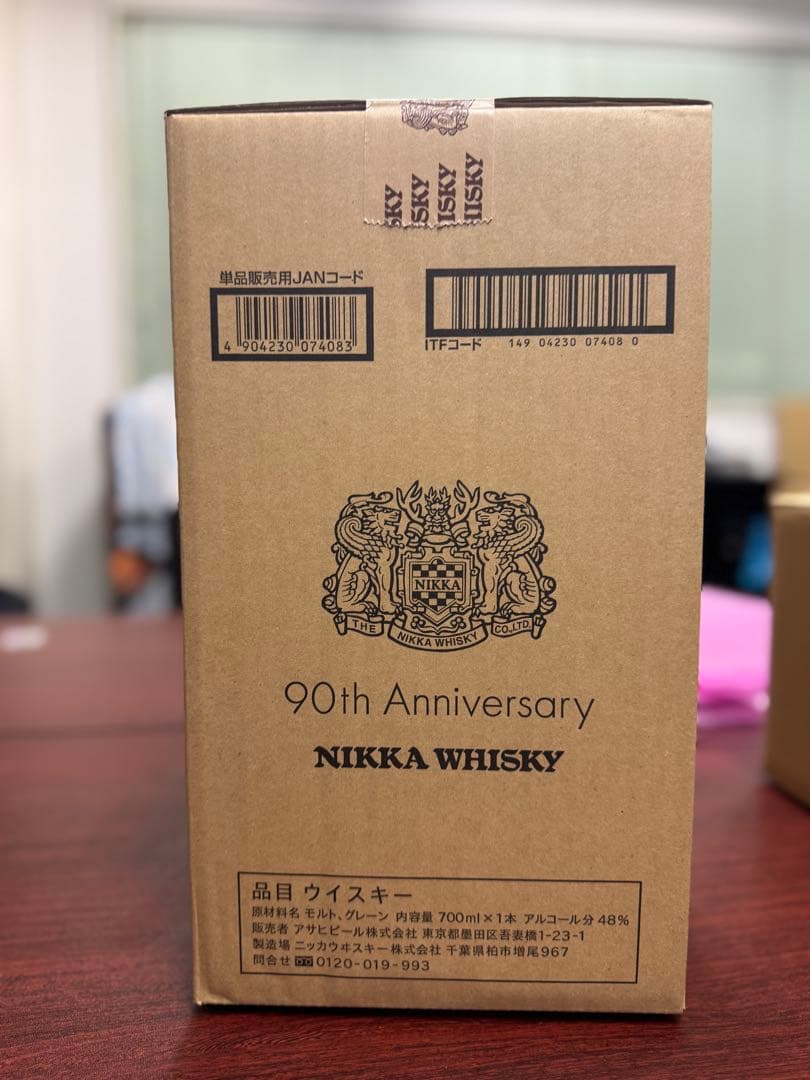 SKY
ISKY
ISKY
IISKY
単品販売用JANコード
4 904230 074083
ITFコード 149 04230 07408 0
NIKKA
THE NIKKA WHISKY CO.,LTD.
90th Anniversary
NIKKA WHISKY
品目 ウイスキー
原材料名 モルト、グレーン 内容量 700ml×1本 アルコール分 48%
販売者 アサヒビール株式会社 東京都墨田区吾妻橋1-23-1
製造場 ニッカウヰスキー株式会社 千葉県柏市増尾967
問合せ 0120-019-993